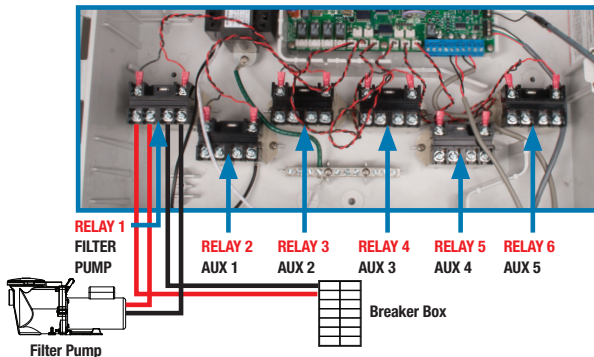 RELAY 1
FILTER
PUMP
RELAY 2
AUX 1
RELAY 3
AUX 2
RELAY 4
AUX 3
RELAY 5
AUX 4
RELAY 6
AUX 5
Breaker Box
Filter Pump